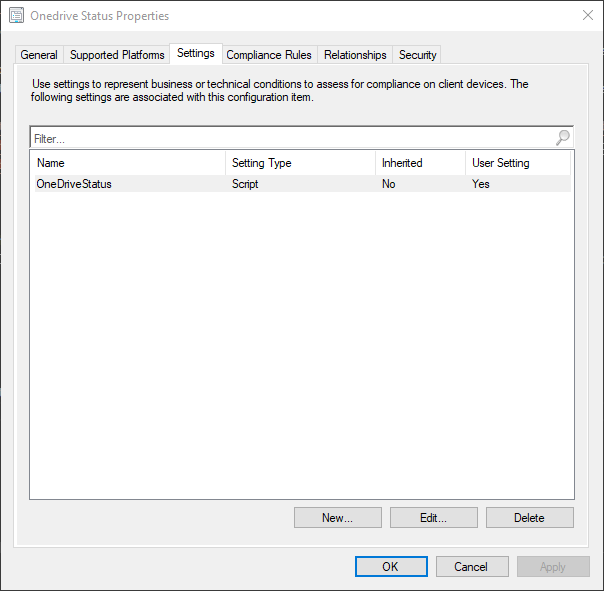 Onedrive Status Properties
General Supported Platforms Settings Compliance Rules Relationships Security
Use settings to represent business or technical conditions to assess for compliance on client devices. The
following settings are associated with this configuration item.
Filter...
Name Setting Type Inherited User Setting
OneDriveStatus Script No Yes
New... Edit... Delete
OK Cancel Apply